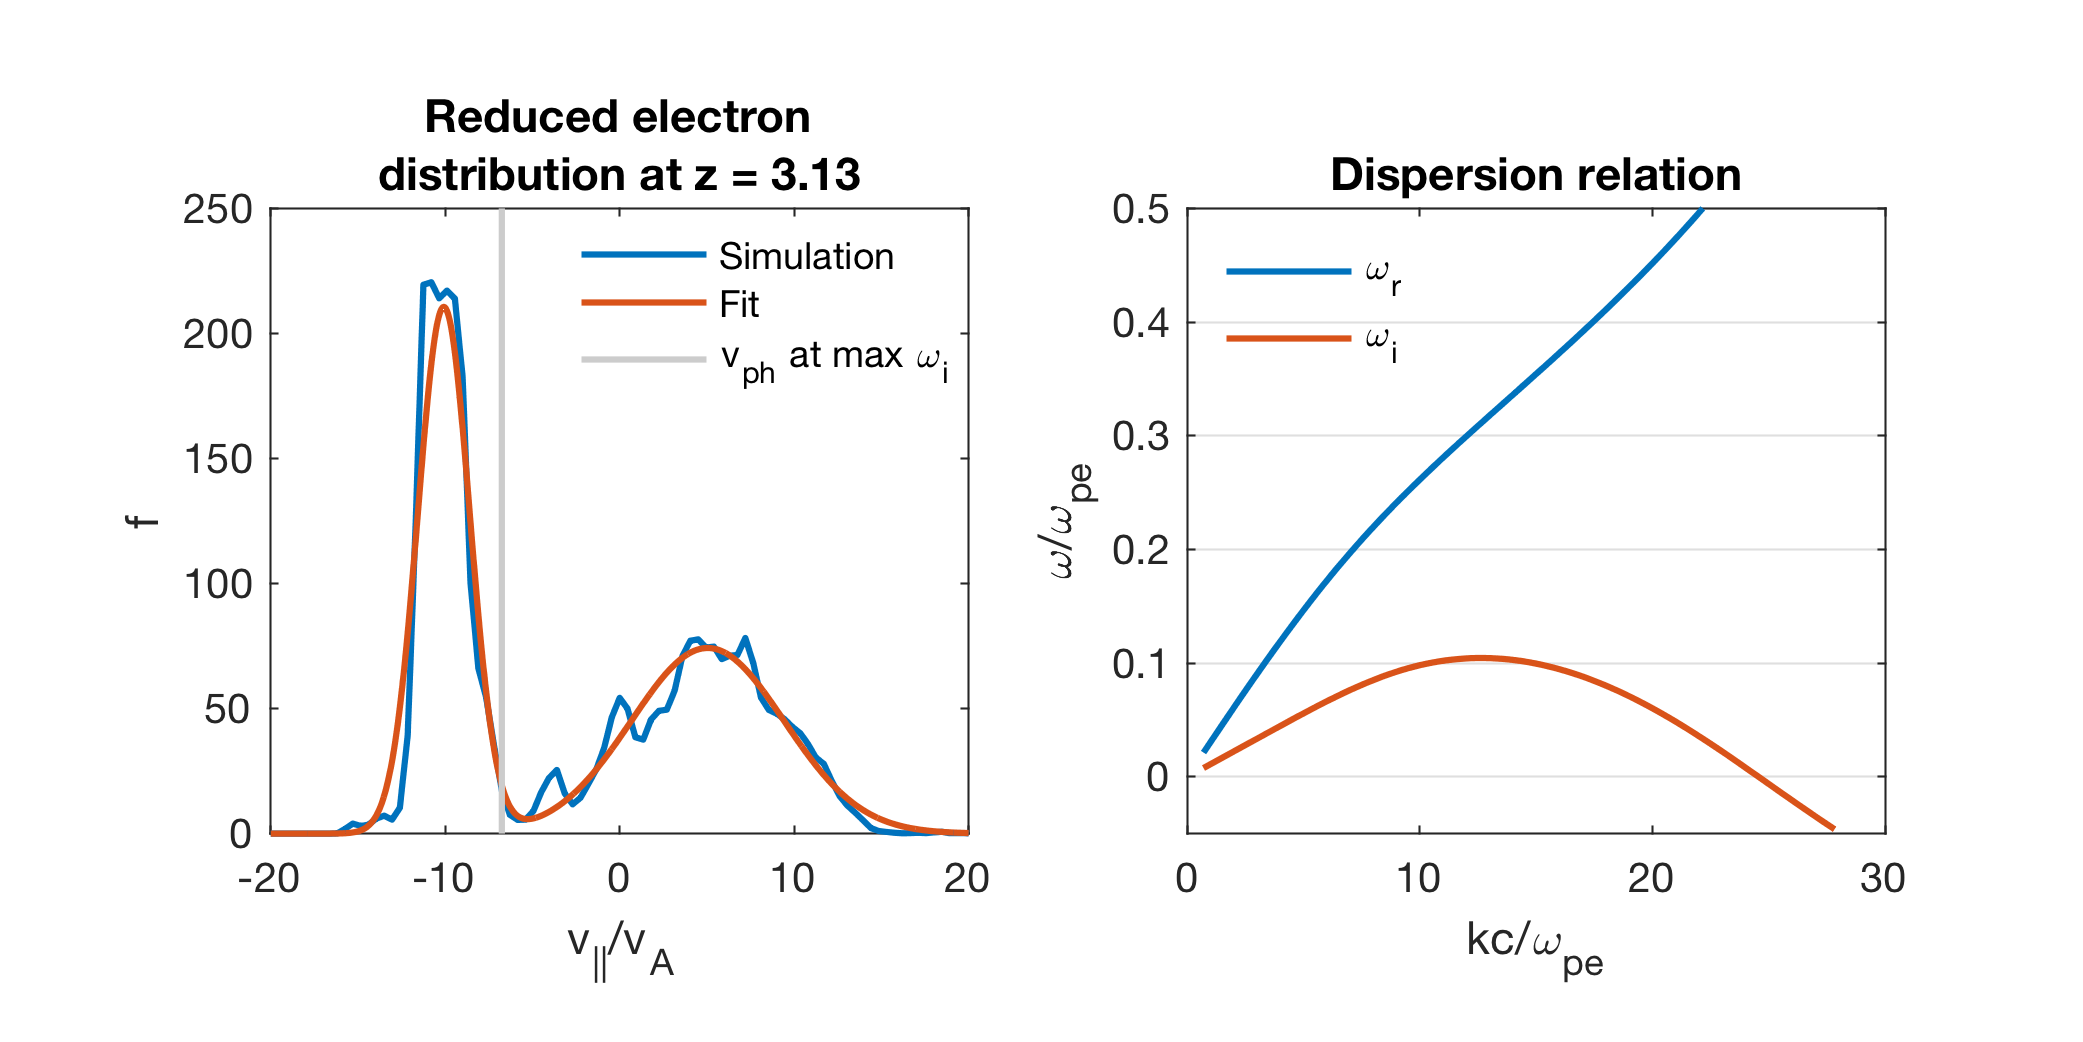 Reduced electron
distribution at z = 3.13
250
200
150
100
50
0
f
-20
-10
0
10
20
v||/vA
Simulation
Fit
vph at max ωi
Dispersion relation
0.5
0.4
0.3
0.2
0.1
0
ω/ωpe
0
10
20
30
kc/ωpe
ωr
ωi